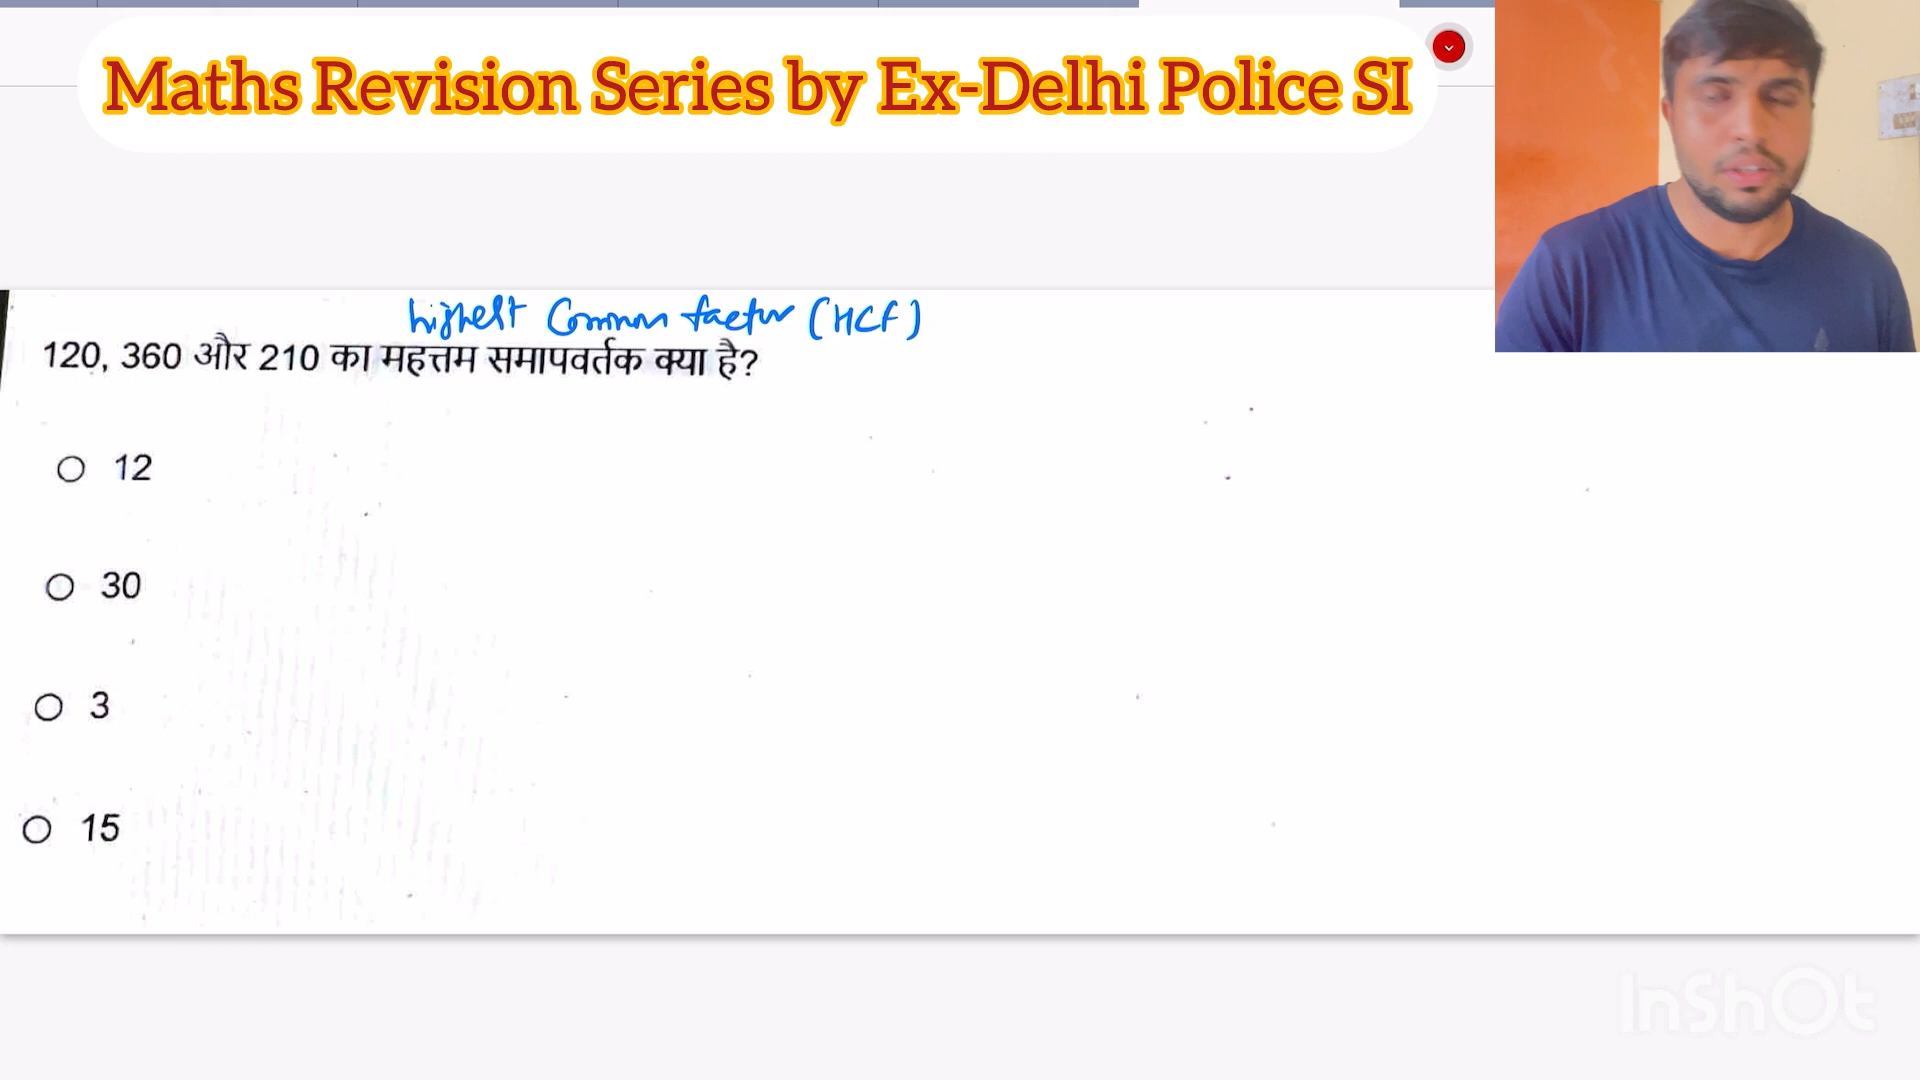 Maths Revision Series by Ex-Delhi Police SI
highest Common factor (HCF)
120, 360 और 210 का महत्तम समापवर्तक क्या है?
12
30
3
15
InShOt